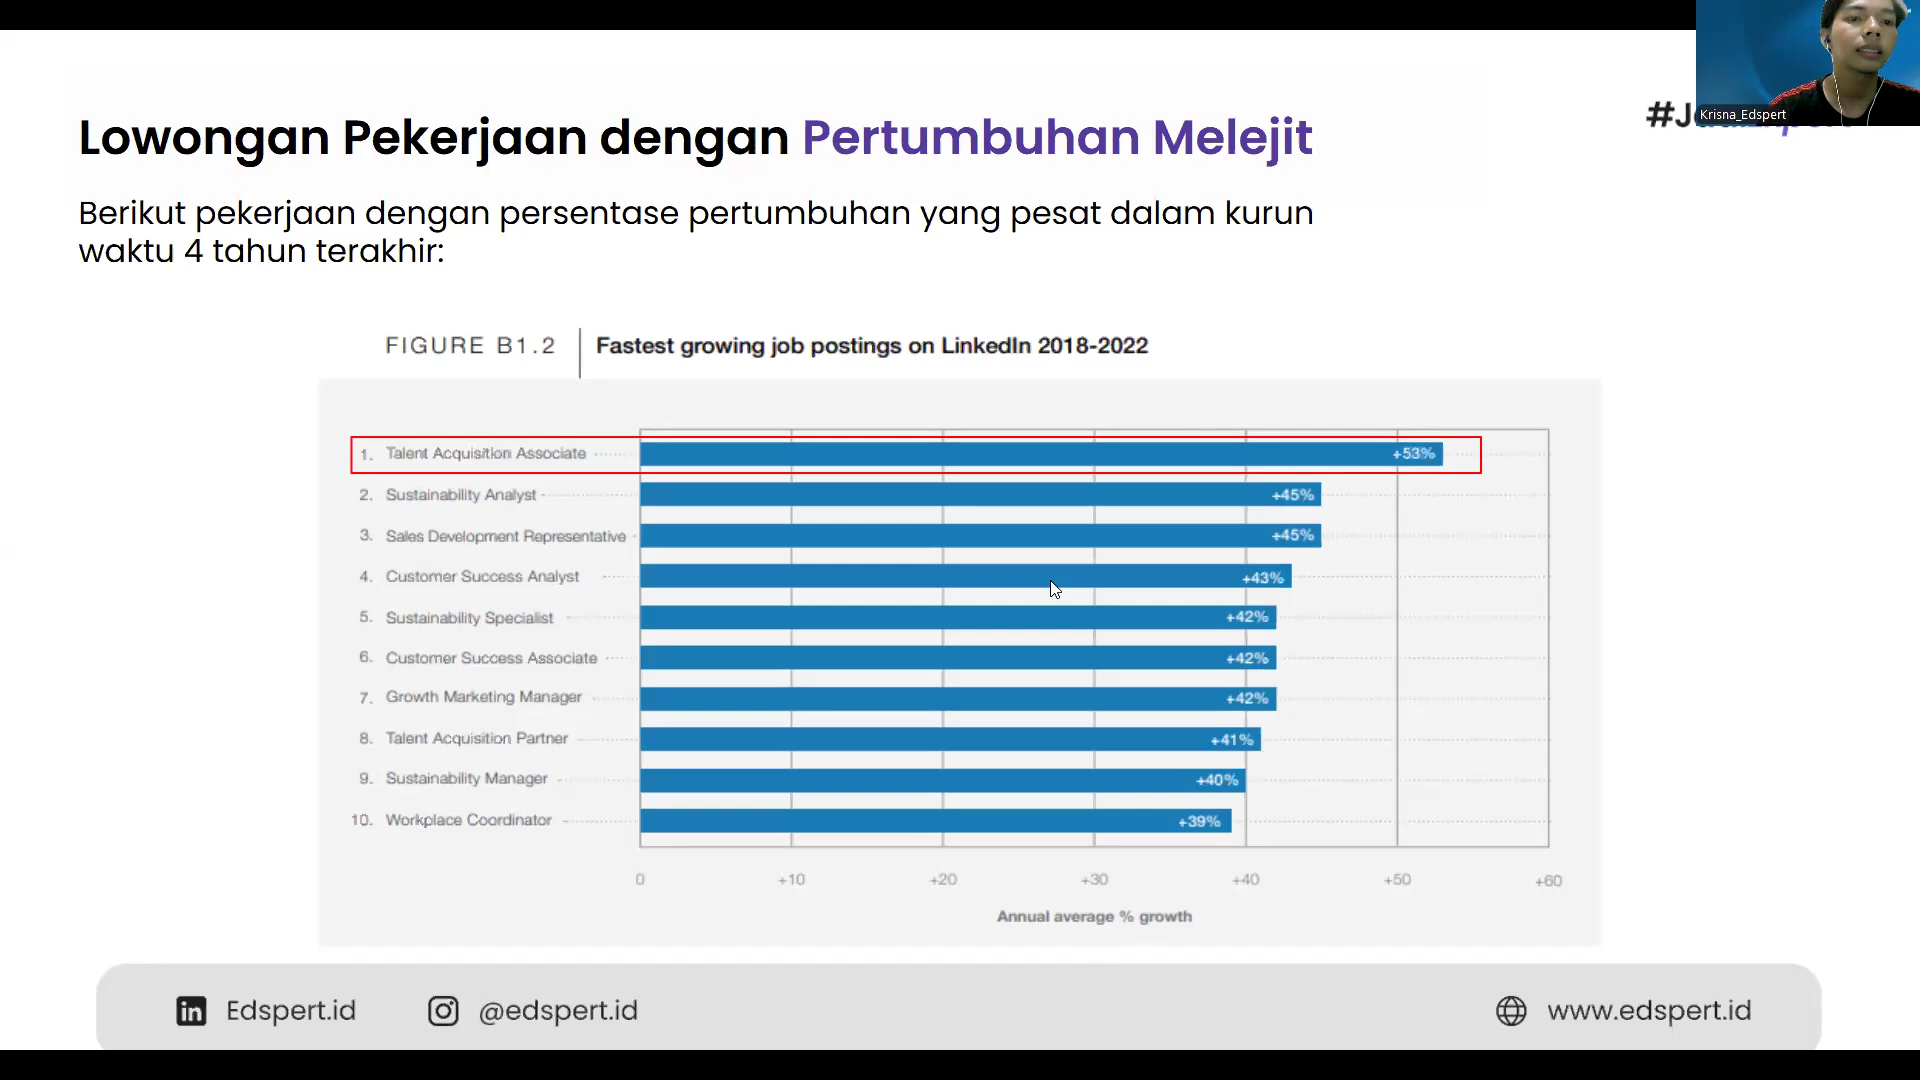 Lowongan Pekerjaan dengan Pertumbuhan Melejit
Krisna_Edspert
Berikut pekerjaan dengan persentase pertumbuhan yang pesat dalam kurun
waktu 4 tahun terakhir:
FIGURE B1.2 Fastest growing job postings on LinkedIn 2018-2022
1. Talent Acquisition Associate +53%
2. Sustainability Analyst +45%
3. Sales Development Representative +45%
4. Customer Success Analyst +43%
5. Sustainability Specialist +42%
6. Customer Success Associate +42%
7. Growth Marketing Manager +42%
8. Talent Acquisition Partner +41%
9. Sustainability Manager +40%
10. Workplace Coordinator +39%
0 +10 +20 +30 +40 +50 +60
Annual average % growth
in Edspert.id @edspert.id www.edspert.id